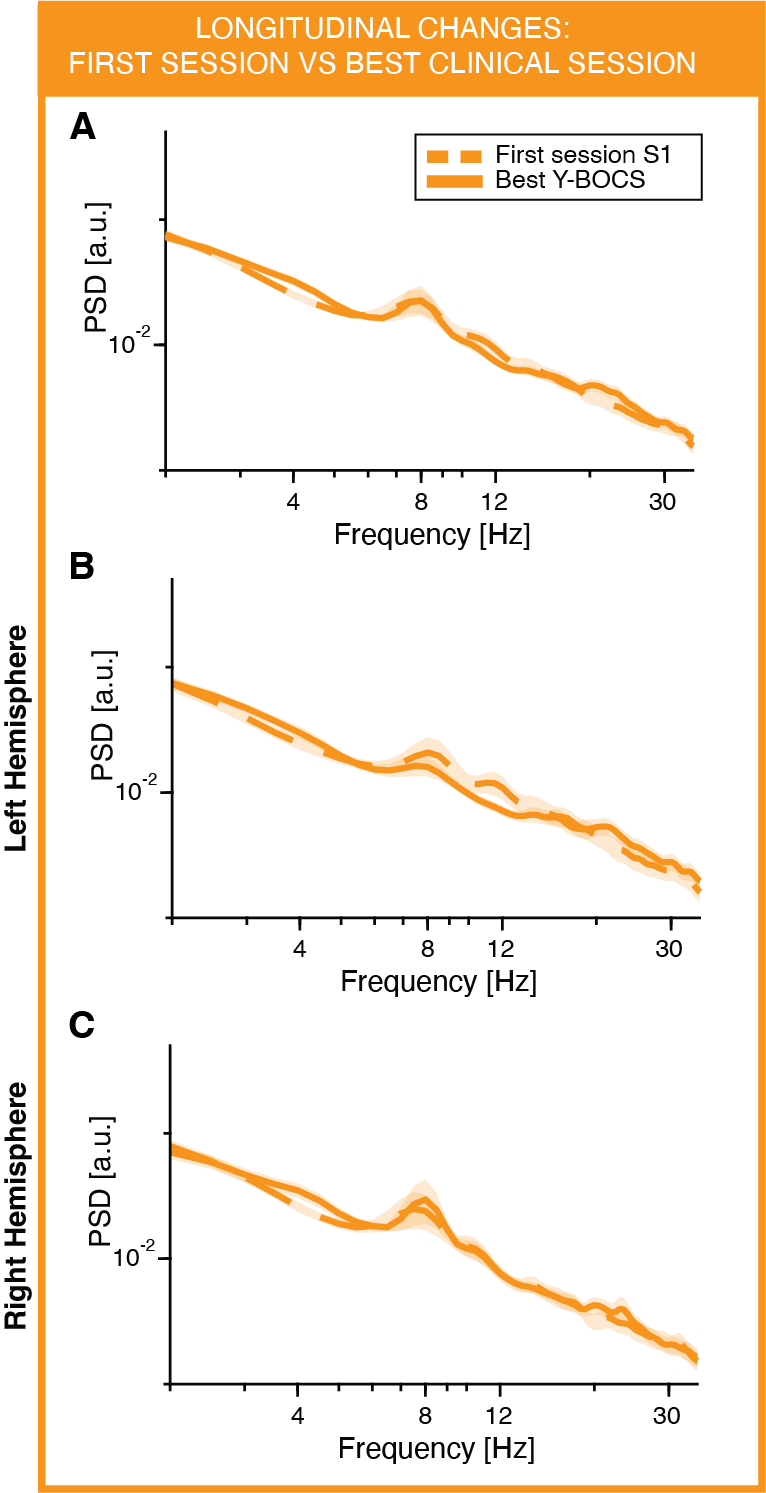 LONGITUDINAL CHANGES:
FIRST SESSION VS BEST CLINICAL SESSION
A
First session S1
Best Y-BOCS
PSD [a.u.]
10-2
4 8 12 30
Frequency [Hz]
B
Left Hemisphere
PSD [a.u.]
10-2
4 8 12 30
Frequency [Hz]
C
Right Hemisphere
PSD [a.u.]
10-2
4 8 12 30
Frequency [Hz]